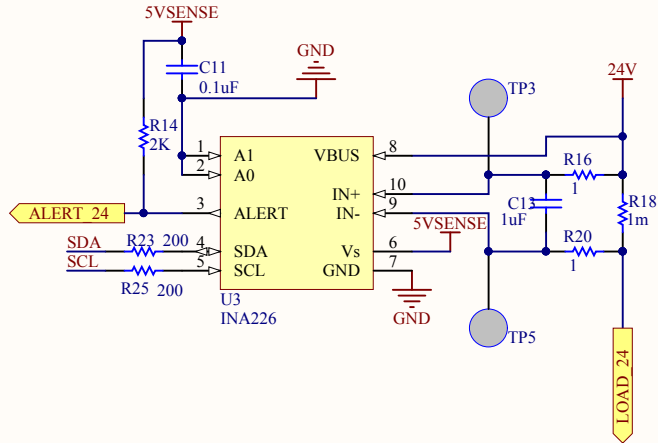 5VSENSE
C11
0.1uF
GND
TP3
24V
R14
2K
1
A1
2
A0
VBUS
8
R16
1
IN+
10
C13
1uF
R18
1m
ALERT_24
3
ALERT
IN-
9
5VSENSE
SDA
R23
200
4
SDA
Vs
6
R20
1
SCL
R25
200
5
SCL
GND
7
U3
INA226
GND
TP5
LOAD_24